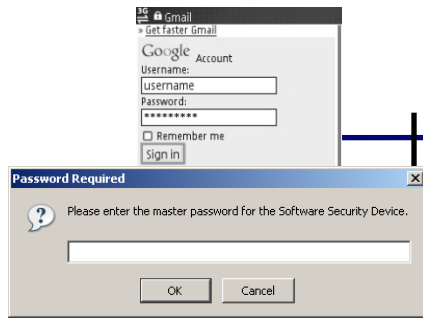 3G Gmail
» Get faster Gmail
Google Account
Username:
username
Password:
*********
Remember me
Sign in
Password Required
Please enter the master password for the Software Security Device.
OK Cancel